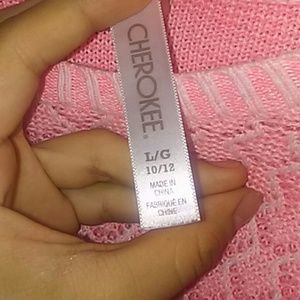 CHEROKEE.
L/G
10/12
MADE IN
CHINA
FABRIQUÉ EN
CHINE